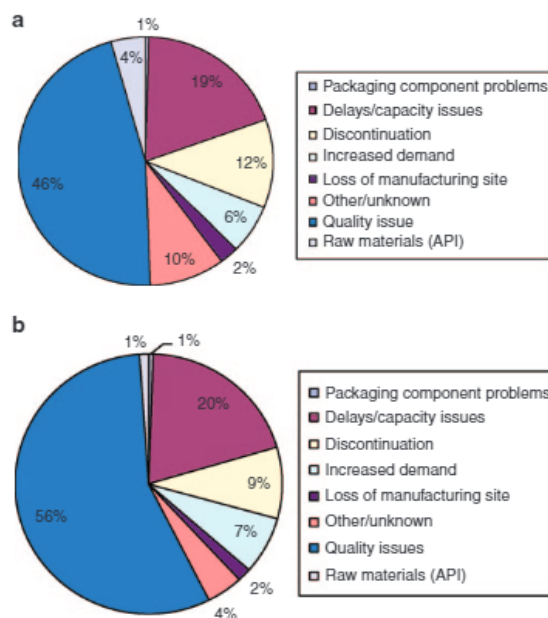 a
1%
4%
19%
12%
46%
6%
10%
2%
Packaging component problems
Delays/capacity issues
Discontinuation
Increased demand
Loss of manufacturing site
Other/unknown
Quality issue
Raw materials (API)
b
1%
1%
20%
9%
56%
7%
2%
4%
Packaging component problems
Delays/capacity issues
Discontinuation
Increased demand
Loss of manufacturing site
Other/unknown
Quality issues
Raw materials (API)